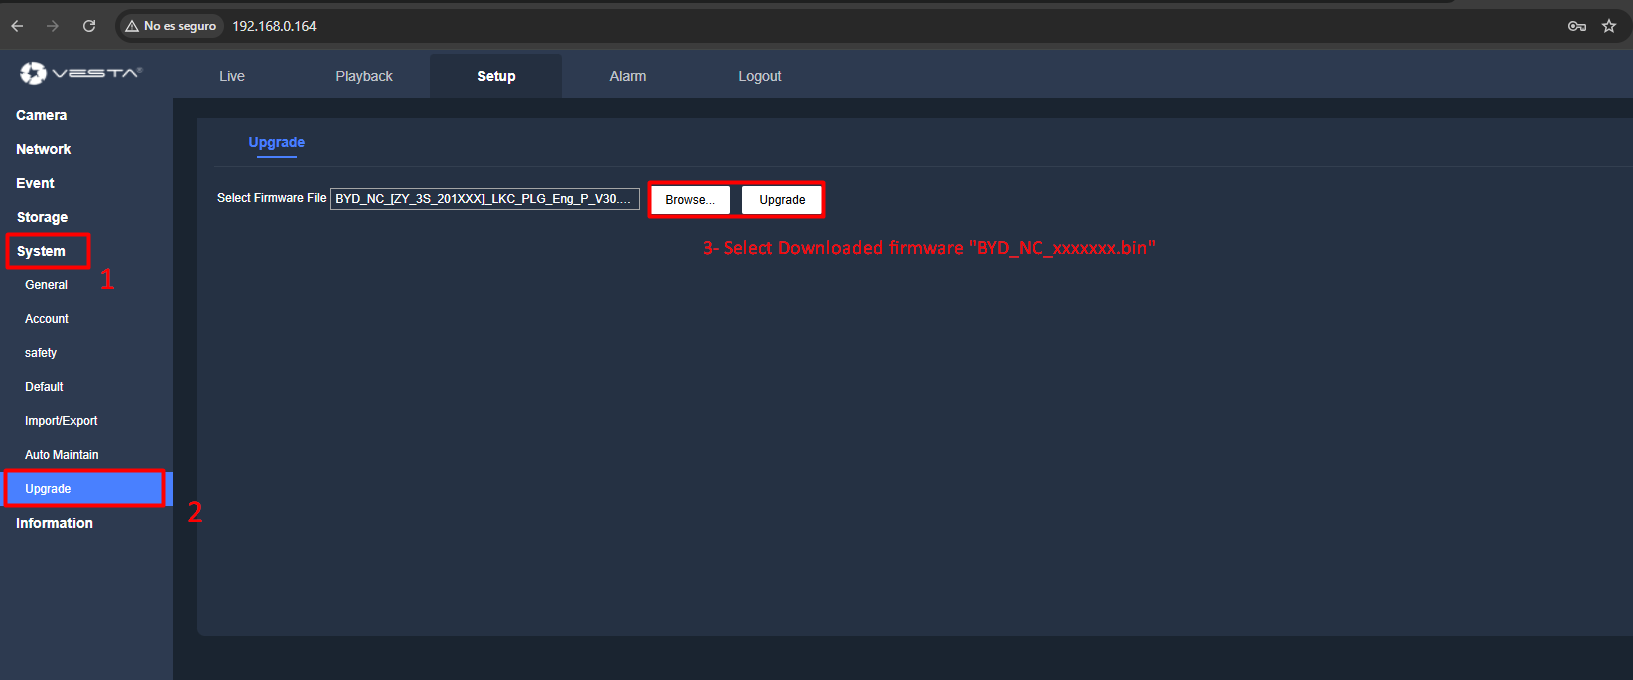 No es seguro 192.168.0.164
VESTA®
Live Playback Setup Alarm Logout
Camera
Network
Event
Storage
System
1
General
Account
safety
Default
Import/Export
Auto Maintain
Upgrade
2
Information
Upgrade
Select Firmware File BYD_NC_[ZY_3S_201XXX]_LKC_PLG_Eng_P_V30.... Browse... Upgrade
3- Select Downloaded firmware "BYD_NC_xxxxxxx.bin"